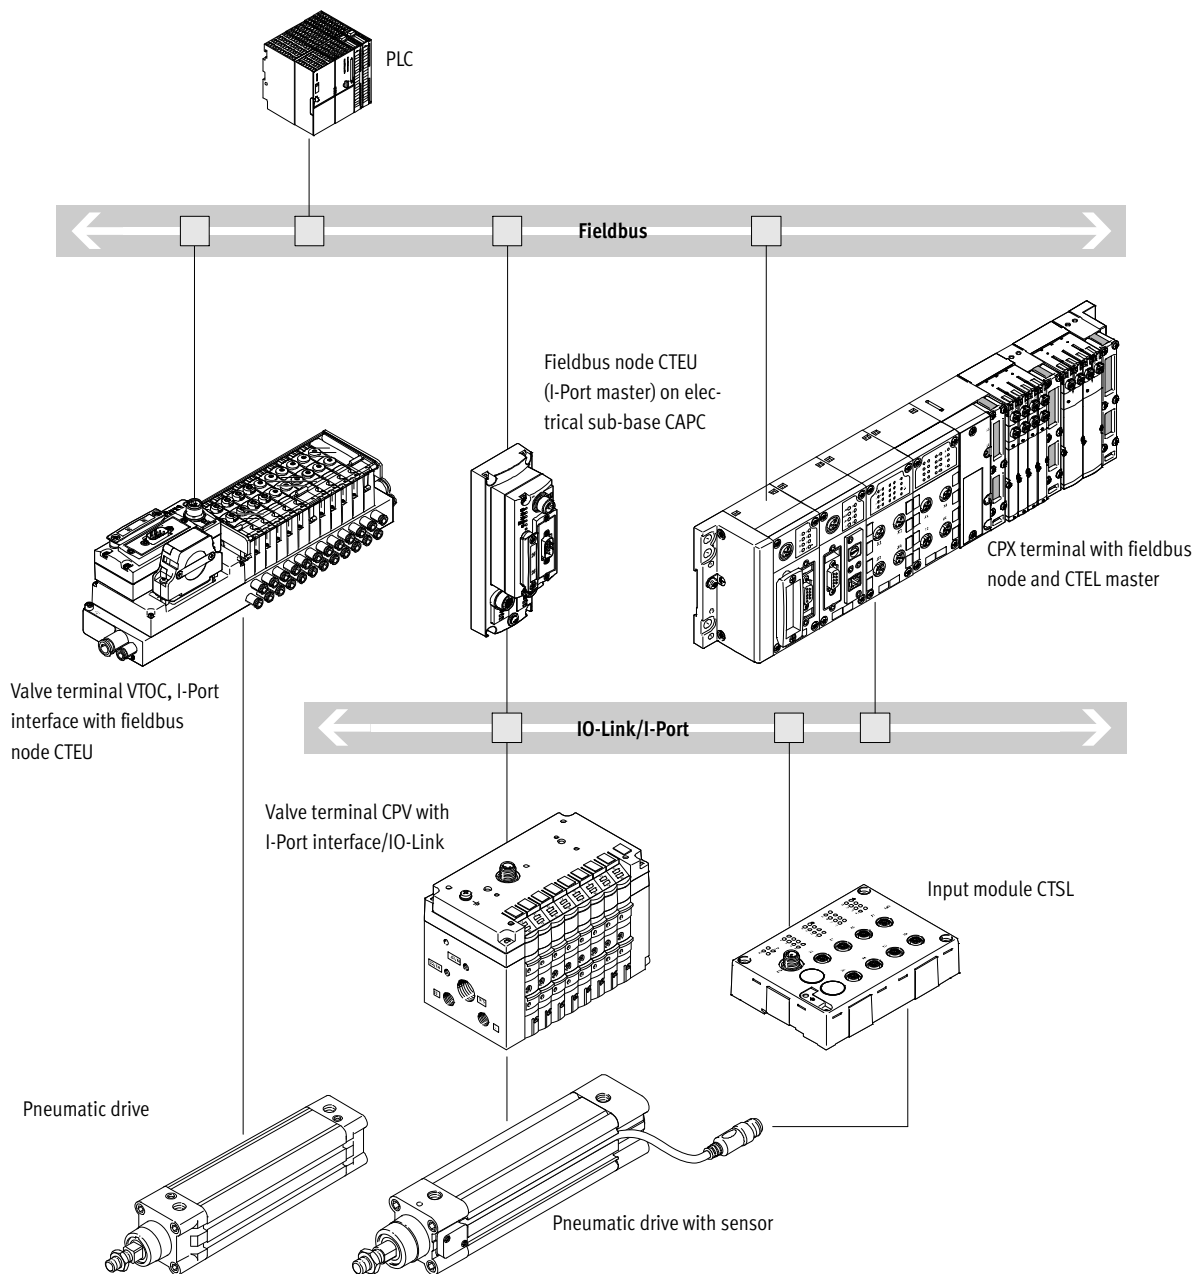 PLC
Fieldbus
Fieldbus node CTEU
(I-Port master) on elec-
trical sub-base CAPC
CPX terminal with fieldbus
node and CTEL master
Valve terminal VTOC, I-Port
interface with fieldbus
node CTEU
IO-Link/I-Port
Valve terminal CPV with
I-Port interface/IO-Link
Input module CTSL
Pneumatic drive
Pneumatic drive with sensor